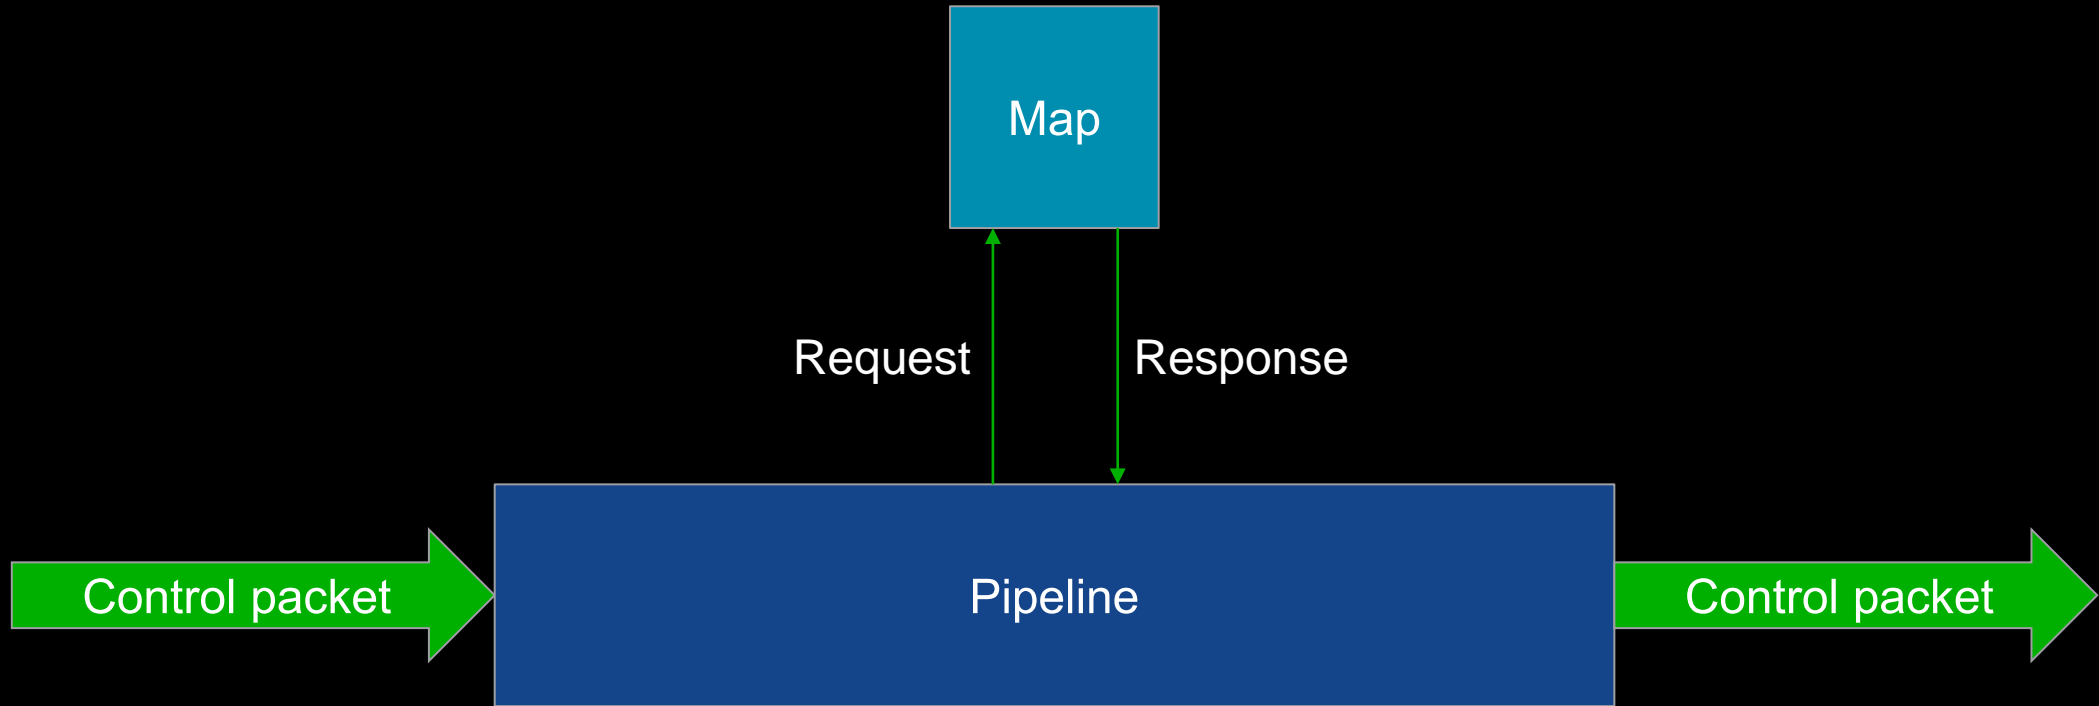 Map
Request
Response
Control packet
Pipeline
Control packet